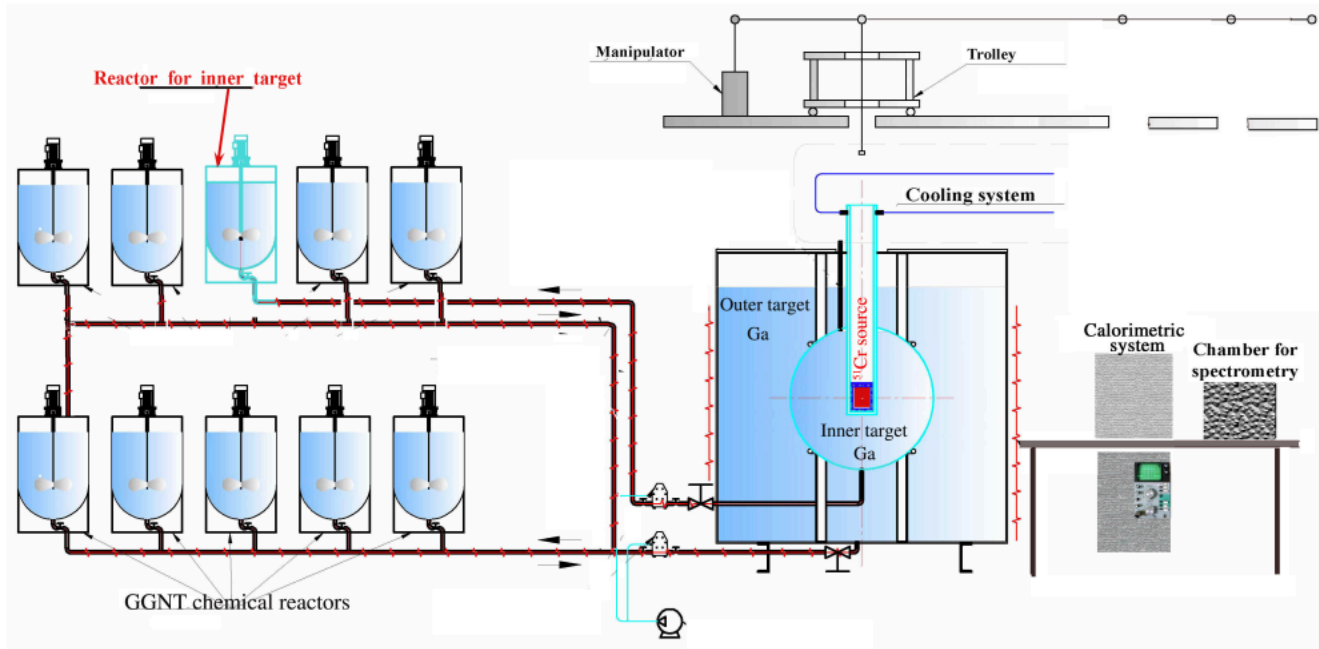 Manipulator
Trolley
Reactor for inner target
Cooling system
Outer target
Ga
⁵¹Cr source
Calorimetric
system
Chamber for
spectrometry
Inner target
Ga
GGNT chemical reactors